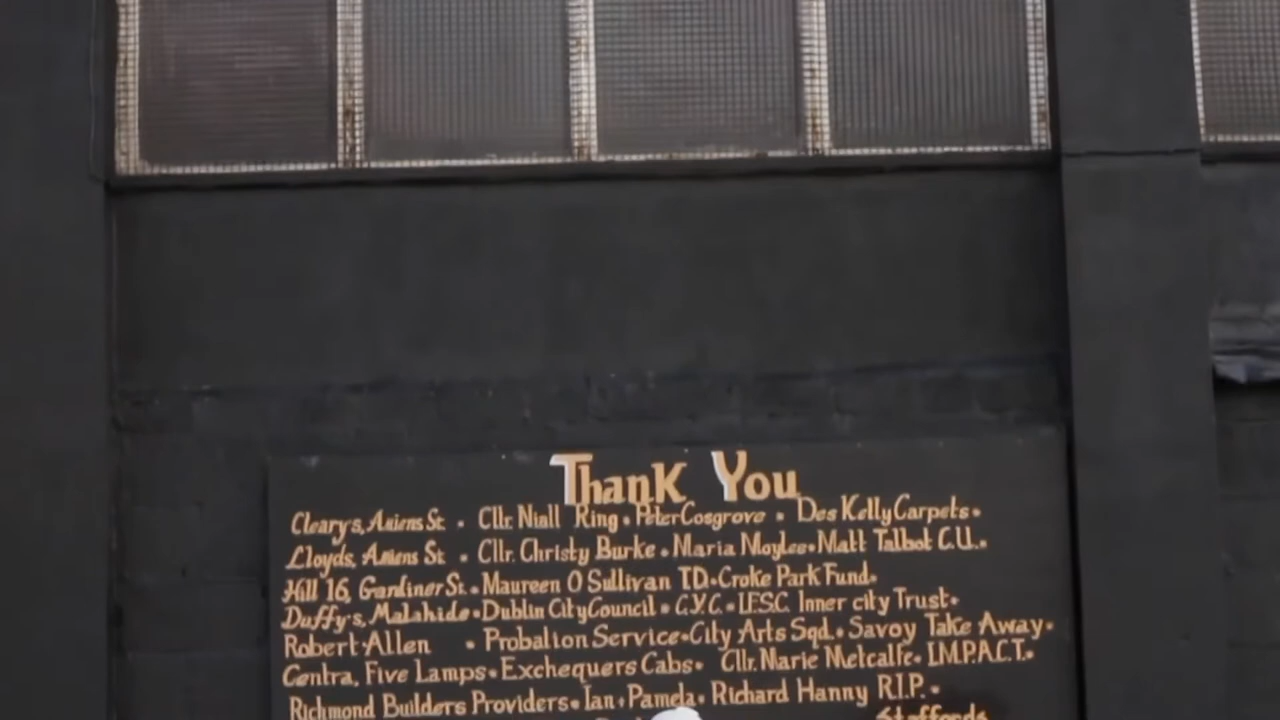 Thank You
Cleary's, Amiens St. • Cllr. Niall Ring • Peter Cosgrove • Des Kelly Carpets •
Lloyds, Amiens St. • Cllr. Christy Burke • Maria Moylee • Matt Talbot C.U. •
Hill 16, Gardiner St. • Maureen O Sullivan TD • Croke Park Fund •
Duffy's, Malahide • Dublin City Council • C.Y.C. • I.F.S.C. Inner city Trust •
Robert Allen • Probation Service • City Arts Sqd. • Savoy Take Away •
Centra, Five Lamps • Exchequers Cabs • Cllr. Marie Metcalfe • I.M.P.A.C.T. •
Richmond Builders Providers • Ian • Pamela • Richard Hanny R.I.P. •
Staffords